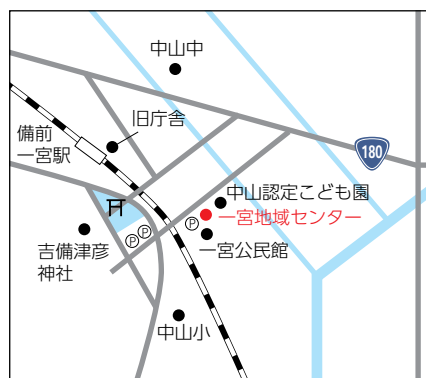 中山中
旧庁舎
備前
一宮駅
180
中山認定こども園
一宮地域センター
一宮公民館
P
P
P
吉備津彦
神社
中山小